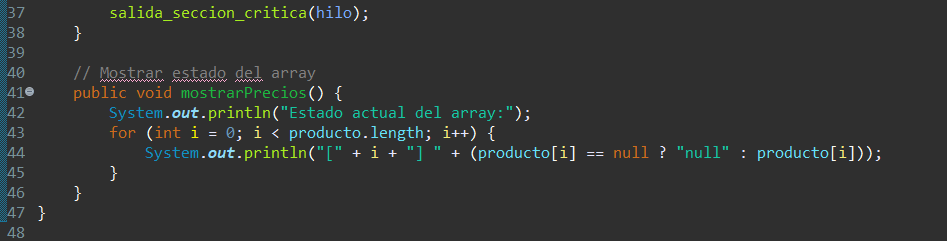 37         salida_seccion_critica(hilo);
38     }
39
40     // Mostrar estado del array
41     public void mostrarPrecios() {
42         System.out.println("Estado actual del array:");
43         for (int i = 0; i < producto.length; i++) {
44             System.out.println("[" + i + "] " + (producto[i] == null ? "null" : producto[i]));
45         }
46     }
47 }
48